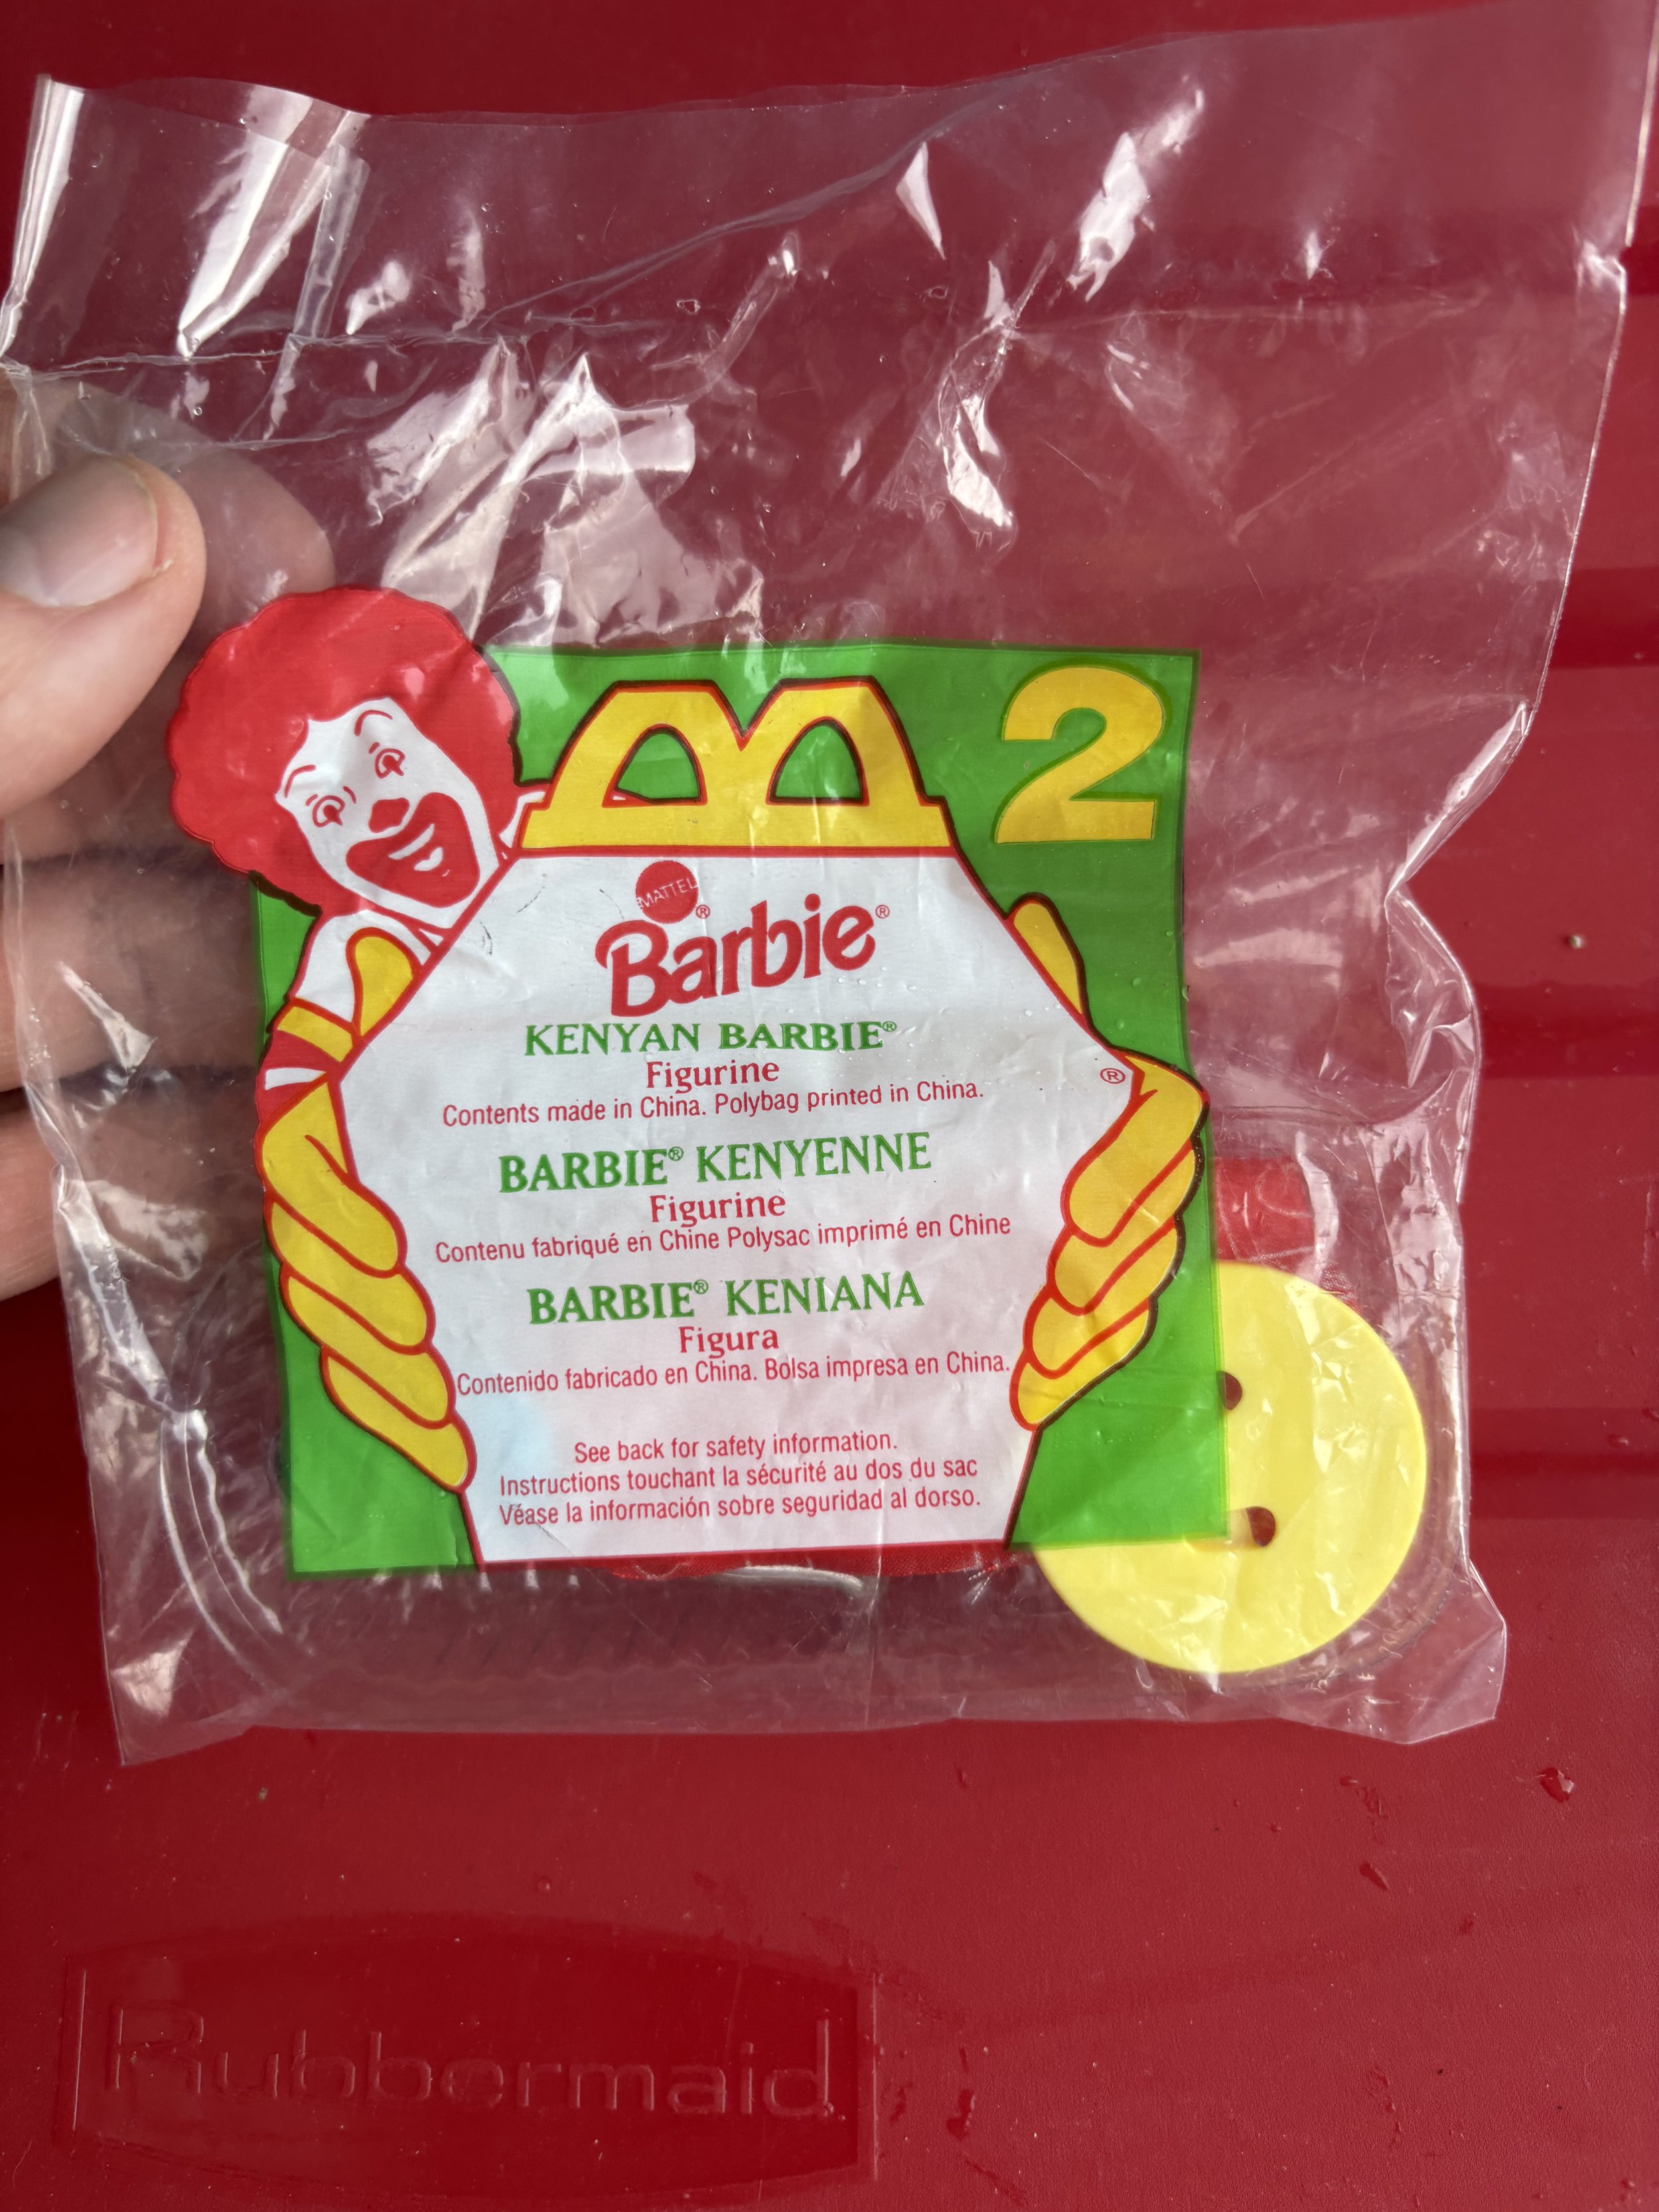 2
MATTEL
®
Barbie®
KENYAN BARBIE®
Figurine
Contents made in China. Polybag printed in China.
®
BARBIE® KENYENNE
Figurine
Contenu fabriqué en Chine Polysac imprimé en Chine
BARBIE® KENIANA
Figura
Contenido fabricado en China. Bolsa impresa en China.
See back for safety information.
Instructions touchant la sécurité au dos du sac
Véase la información sobre seguridad al dorso.
Rubbermaid